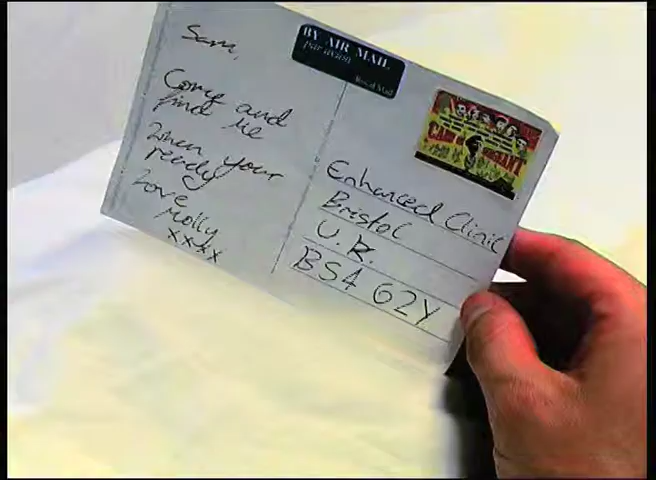 Sam,
Come and
find Me
When your
ready
Love
Molly
xxxx
BY AIR MAIL
par avion
Royal Mail
Enhanced Clinic
Bristol
U.K.
BS4 62Y